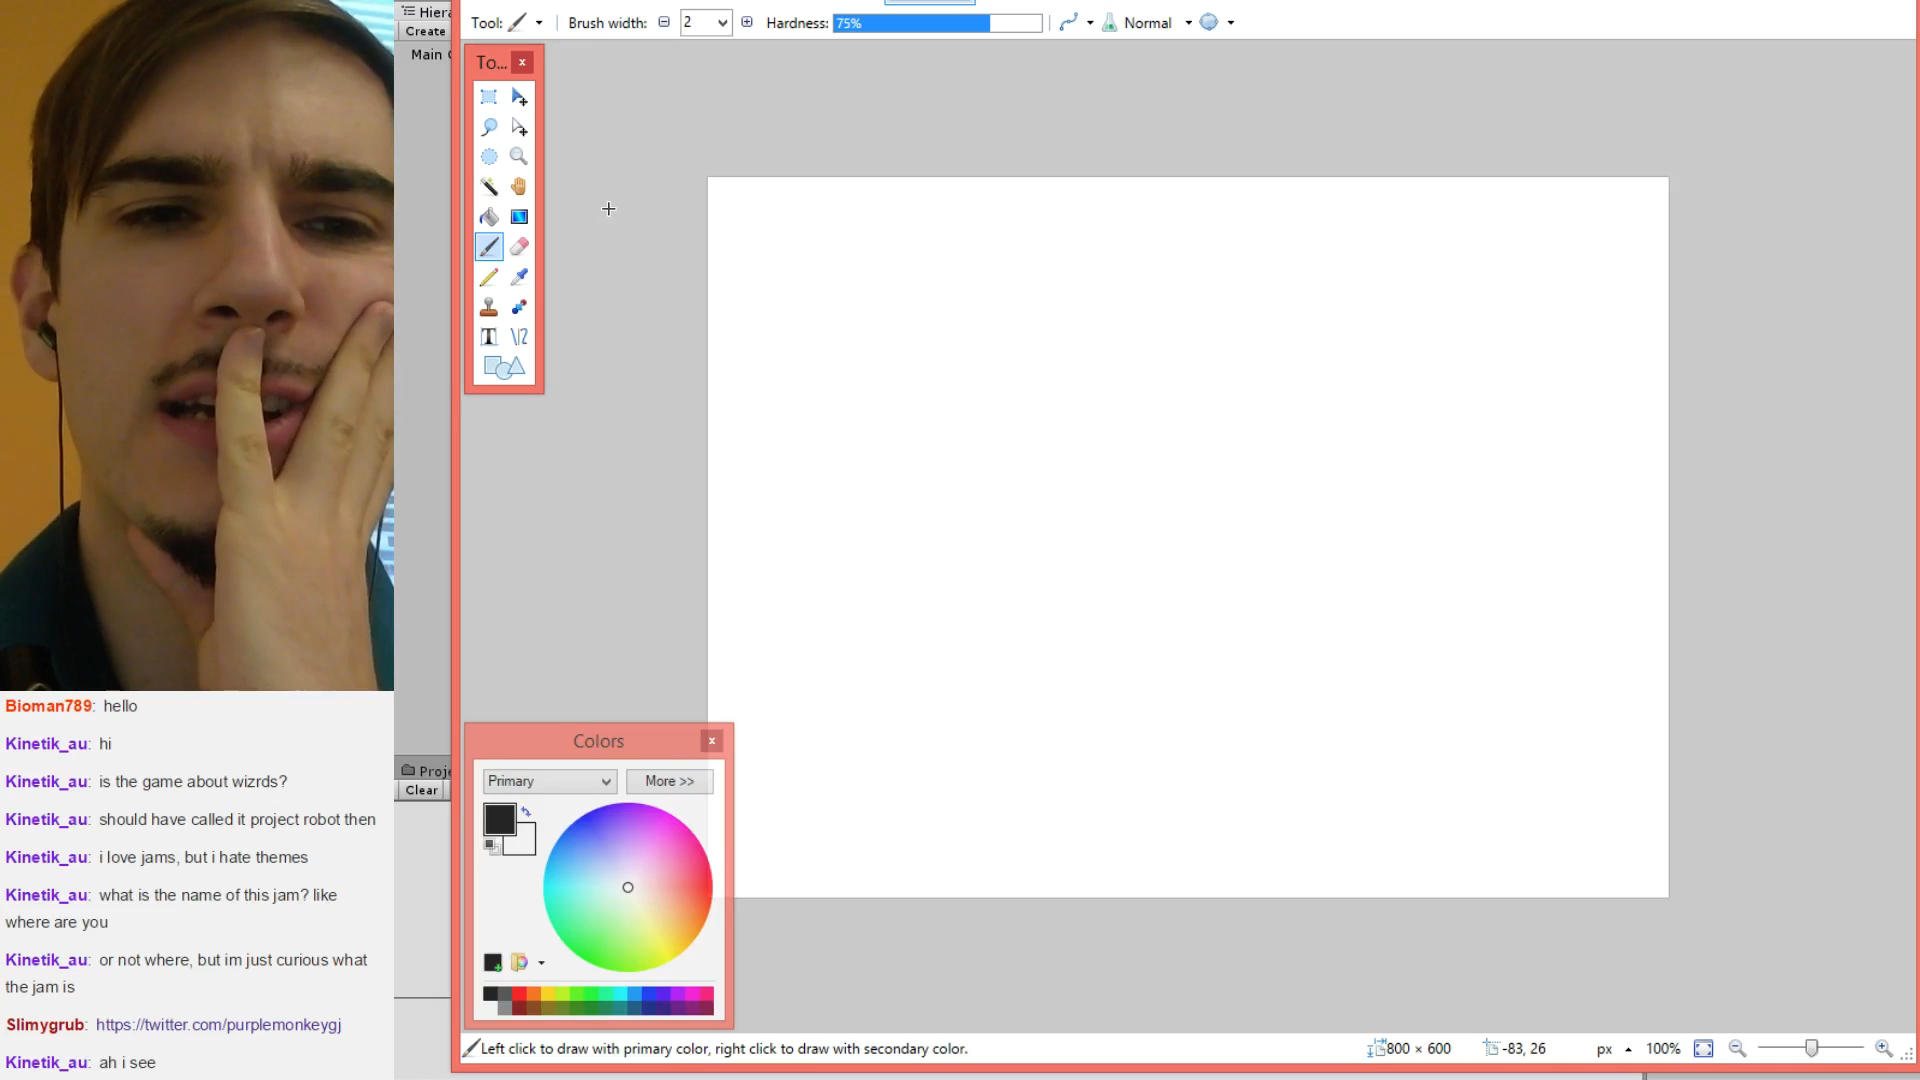 Hiera
Create
Main C
Tool:
Brush width:
2
Hardness:
75%
Normal
To...
Colors
Primary
More >>
Proje
Clear
Bioman789: hello
Kinetik_au: hi
Kinetik_au: is the game about wizrds?
Kinetik_au: should have called it project robot then
Kinetik_au: i love jams, but i hate themes
Kinetik_au: what is the name of this jam? like
where are you
Kinetik_au: or not where, but im just curious what
the jam is
Slimygrub: https://twitter.com/purplemonkeygj
Kinetik_au: ah i see
Left click to draw with primary color, right click to draw with secondary color.
800 × 600
-83, 26
px
100%